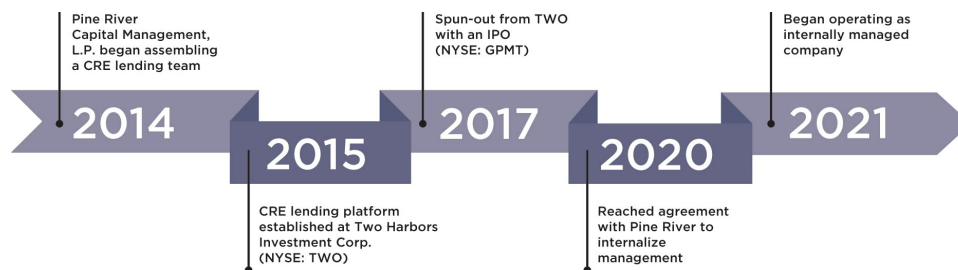 Pine River
Capital Management,
L.P. began assembling
a CRE lending team
2014
2015
CRE lending platform
established at Two Harbors
Investment Corp.
(NYSE: TWO)
Spun-out from TWO
with an IPO
(NYSE: GPMT)
2017
2020
Reached agreement
with Pine River to
internalize
management
Began operating as
internally managed
company
2021